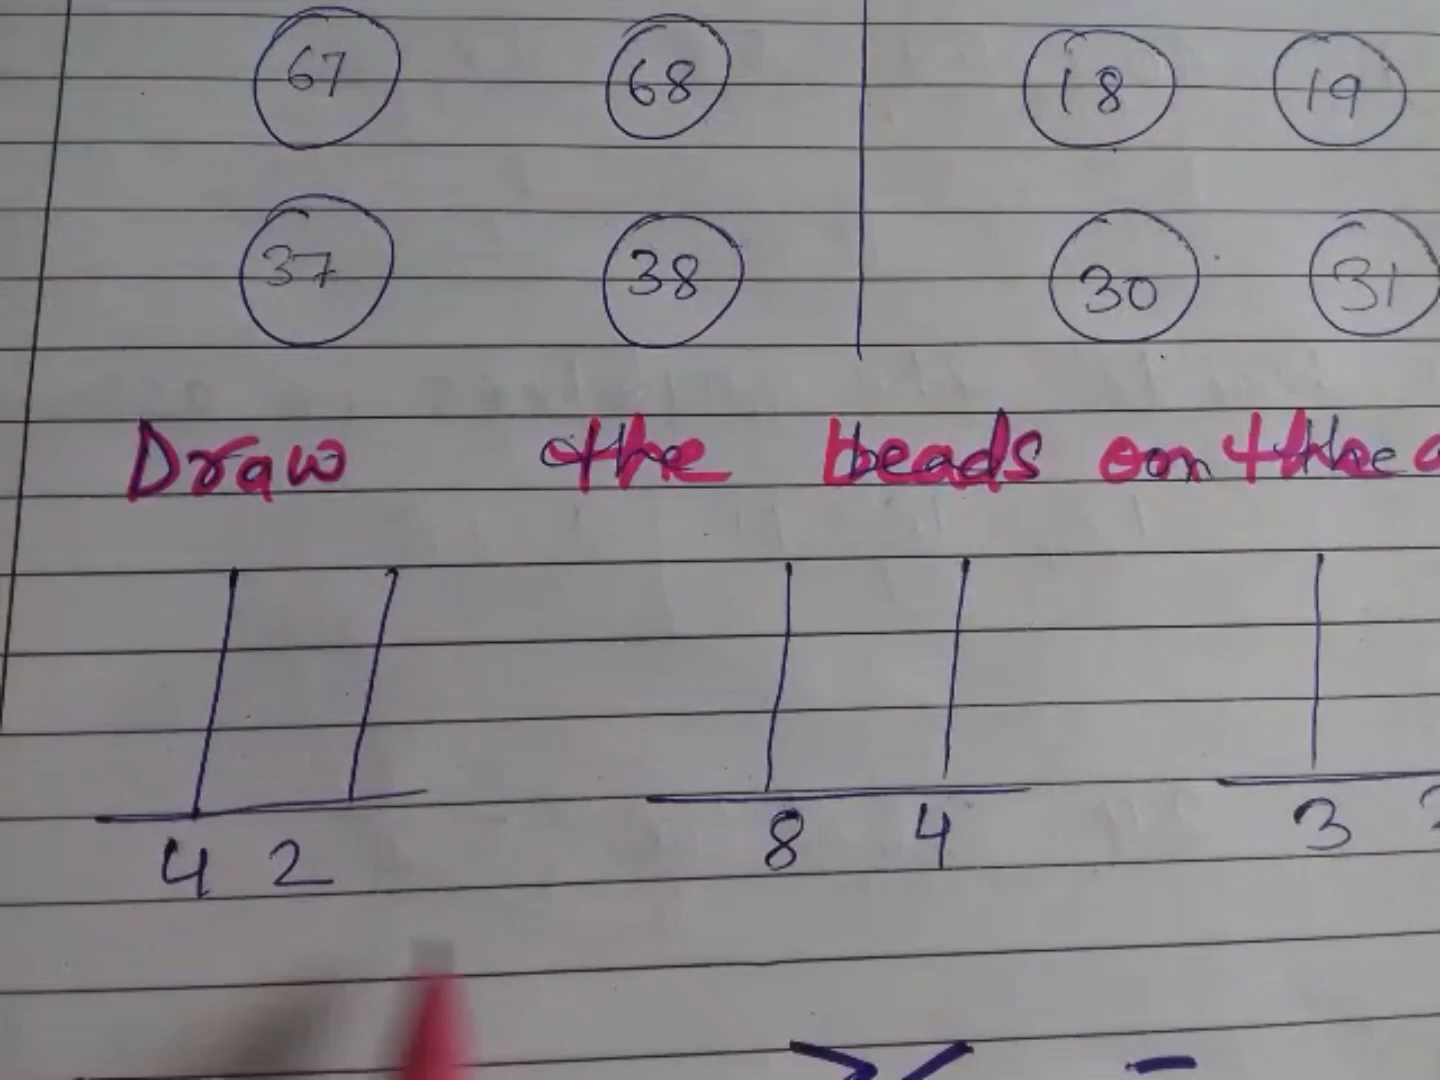 67 68 18 19
37 38 30 31
Draw the beads on the
4 2 8 4 3
> < -